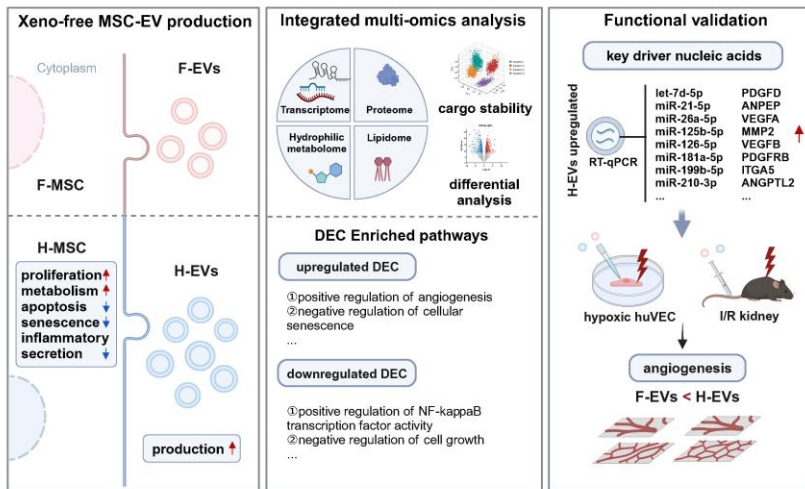 Xeno-free MSC-EV production
Cytoplasm
F-EVs
F-MSC
H-MSC
proliferation
metabolism
apoptosis
senescence
inflammatory
secretion
H-EVs
production
Integrated multi-omics analysis
Transcriptome
Proteome
Hydrophilic
metabolome
Lipidome
cargo stability
differential
analysis
DEC Enriched pathways
upregulated DEC
①positive regulation of angiogenesis
②negative regulation of cellular
senescence
...
downregulated DEC
①positive regulation of NF-kappaB
transcription factor activity
②negative regulation of cell growth
...
Functional validation
key driver nucleic acids
H-EVs upregulated
RT-qPCR
let-7d-5p PDGFD
miR-21-5p ANPEP
miR-26a-5p VEGFA
miR-125b-5p MMP2
miR-126-5p VEGFB
miR-181a-5p PDGFRB
miR-199b-5p ITGA5
miR-210-3p ANGPTL2
... ...
hypoxic huVEC
I/R kidney
angiogenesis
F-EVs < H-EVs